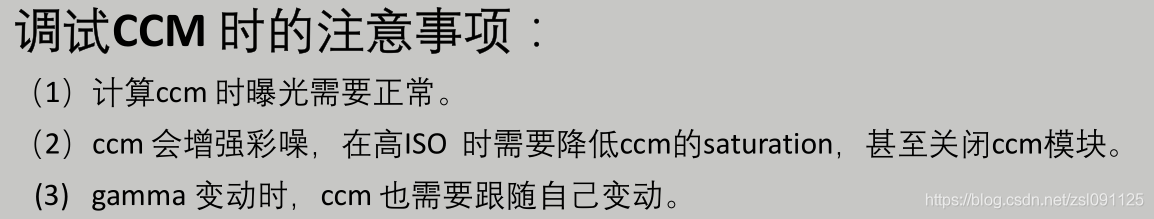 调试CCM 时的注意事项：
（1）计算ccm 时曝光需要正常。
（2）ccm 会增强彩噪，在高ISO 时需要降低ccm的saturation，甚至关闭ccm模块。
(3) gamma 变动时，ccm 也需要跟随自己变动。
https://blog.csdn.net/zsl091125